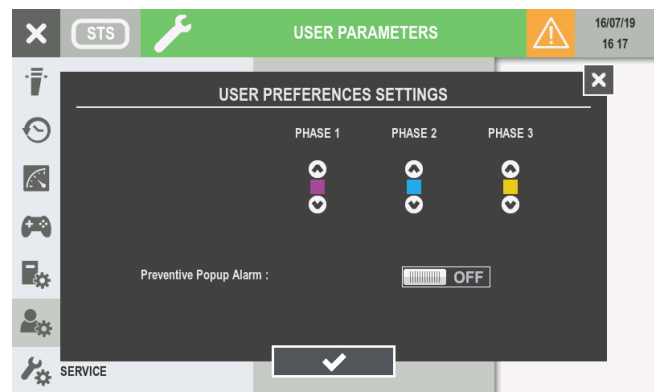 STS
USER PARAMETERS
16/07/19
16 17
USER PREFERENCES SETTINGS
PHASE 1 PHASE 2 PHASE 3
Preventive Popup Alarm :
OFF
SERVICE